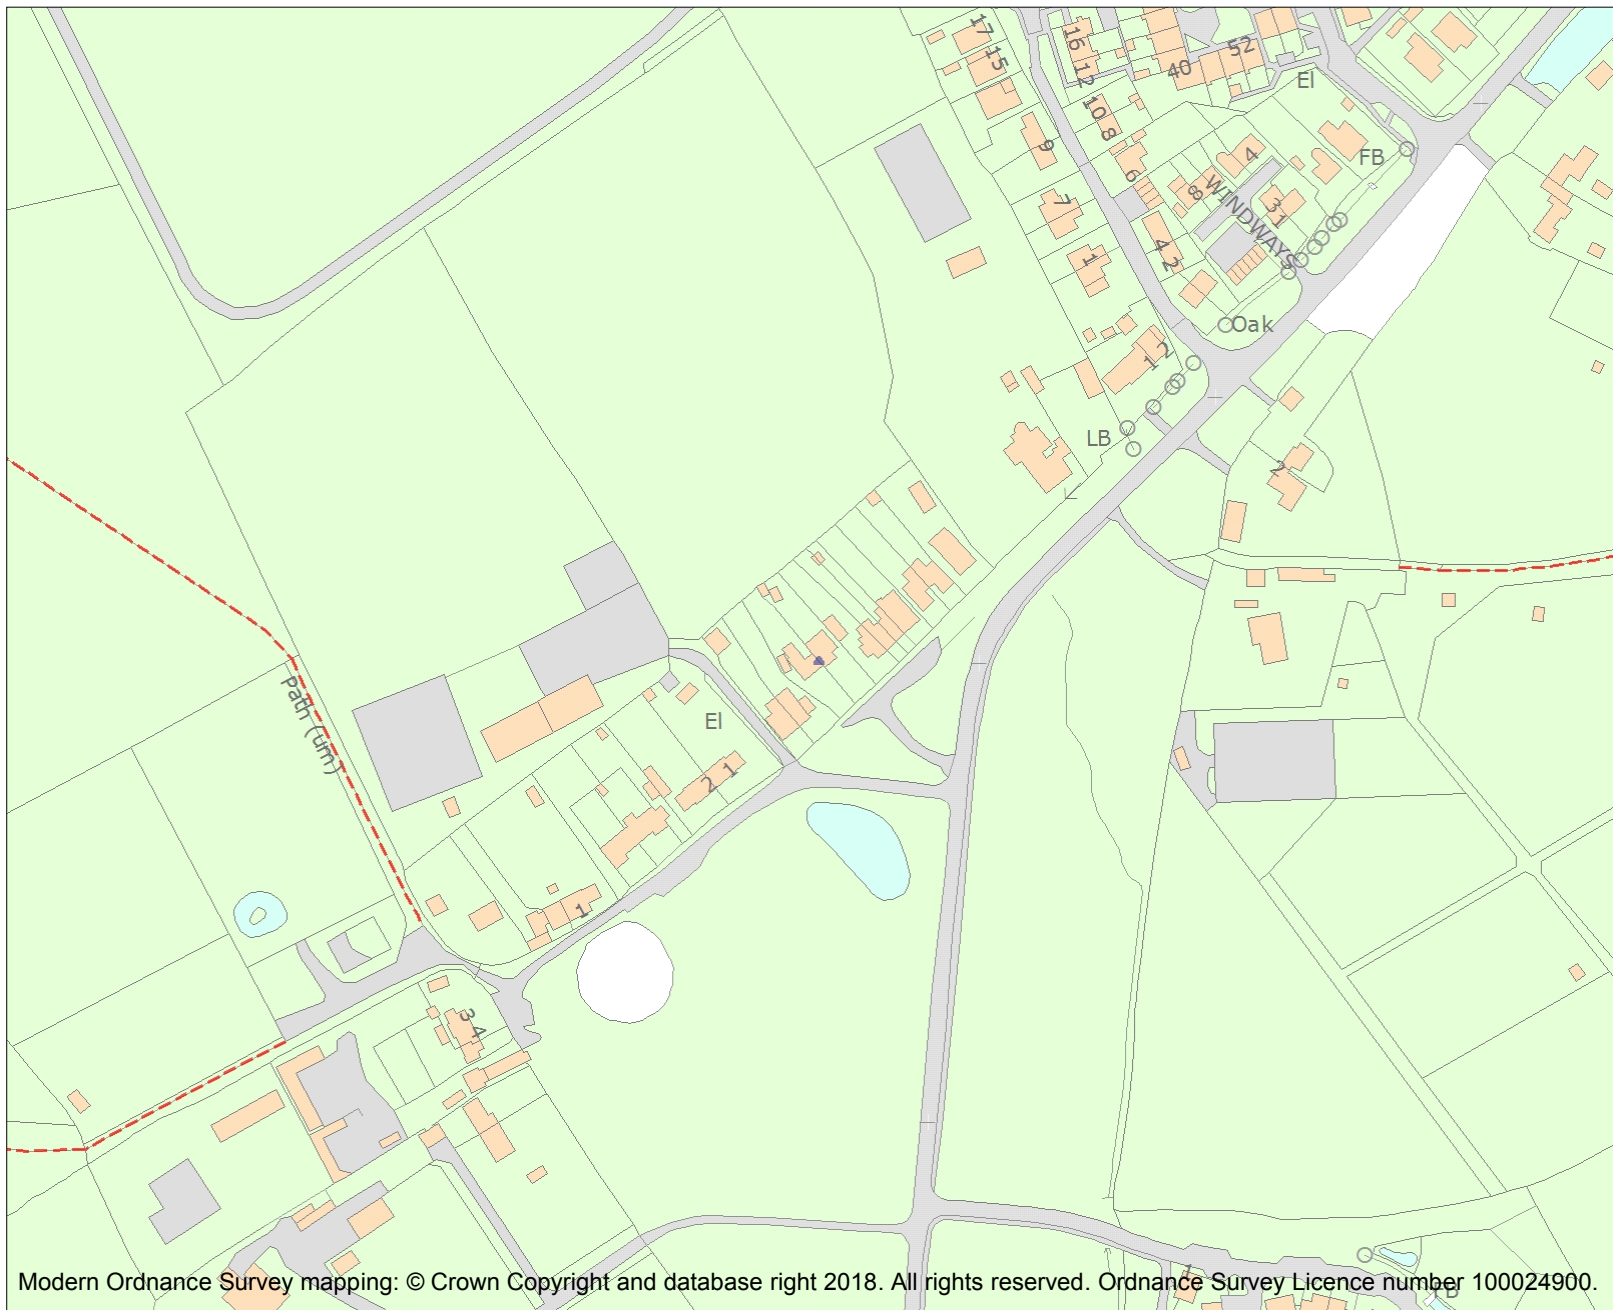 17
15
16
12
40
52
El
10
8
9
6
4
8
FB
WINDWAYS
31
7
4
2
1
Oak
1 2
LB
2
Path (um)
El
2 1
1
3
4
1
FB
Modern Ordnance Survey mapping: © Crown Copyright and database right 2018. All rights reserved. Ordnance Survey Licence number 100024900.